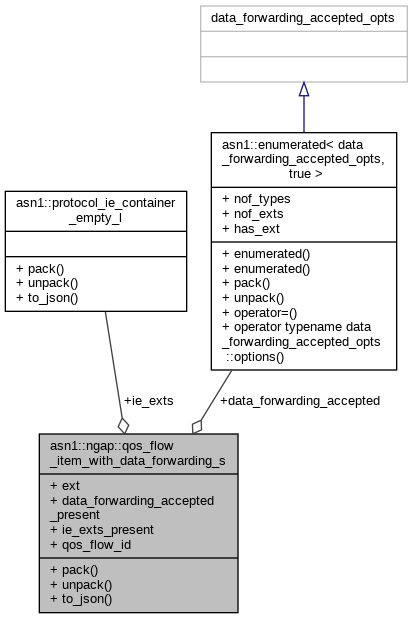 data_forwarding_accepted_opts
asn1::enumerated< data
_forwarding_accepted_opts,
true >
+ nof_types
+ nof_exts
+ has_ext
+ enumerated()
+ enumerated()
+ pack()
+ unpack()
+ operator=()
+ operator typename data
_forwarding_accepted_opts
::options()
asn1::protocol_ie_container
_empty_l
+ pack()
+ unpack()
+ to_json()
+ie_exts
+data_forwarding_accepted
asn1::ngap::qos_flow
_item_with_data_forwarding_s
+ ext
+ data_forwarding_accepted
_present
+ ie_exts_present
+ qos_flow_id
+ pack()
+ unpack()
+ to_json()